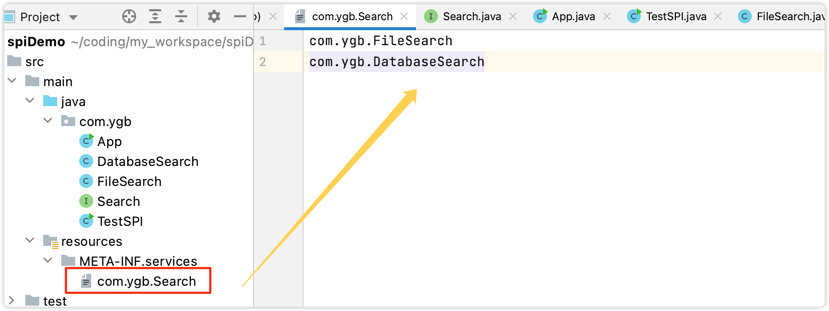 Project
) com.ygb.Search Search.java App.java TestSPI.java FileSearch.jav
spiDemo ~/coding/my_workspace/spiD
1 com.ygb.FileSearch
2 com.ygb.DatabaseSearch
src
main
java
com.ygb
App
DatabaseSearch
FileSearch
Search
TestSPI
resources
META-INF.services
com.ygb.Search
test